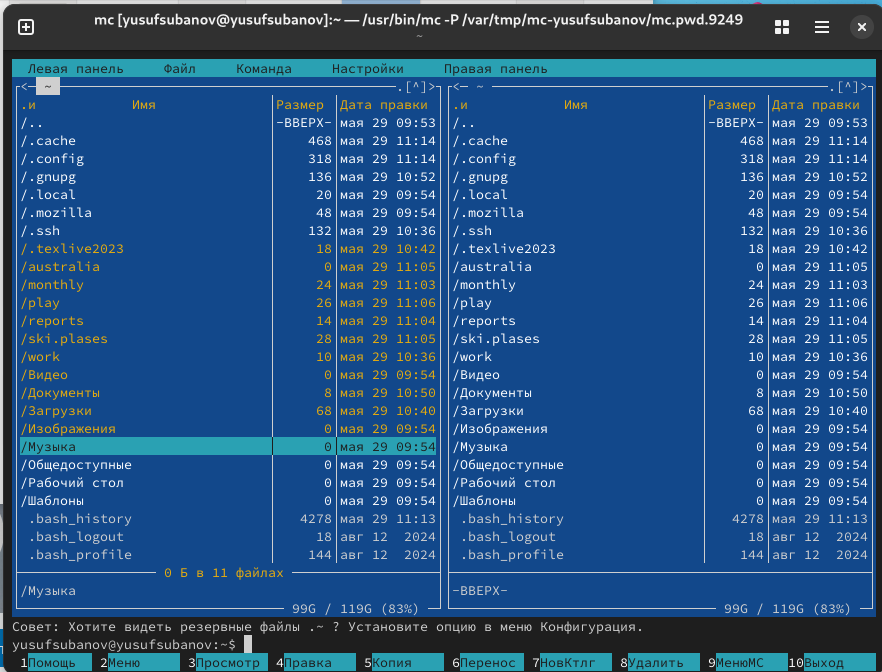 mc [yusufsubanov@yusufsubanov]:~ — /usr/bin/mc -P /var/tmp/mc-yusufsubanov/mc.pwd.9249
~
Левая панель Файл Команда Настройки Правая панель
<─ ~ .[^]> <─ ~ .[^]>
.и Имя Размер Дата правки .и Имя Размер Дата правки
/.. -ВВЕРХ- мая 29 09:53 /.. -ВВЕРХ- мая 29 09:53
/.cache 468 мая 29 11:14 /.cache 468 мая 29 11:14
/.config 318 мая 29 11:14 /.config 318 мая 29 11:14
/.gnupg 136 мая 29 10:52 /.gnupg 136 мая 29 10:52
/.local 20 мая 29 09:54 /.local 20 мая 29 09:54
/.mozilla 48 мая 29 09:54 /.mozilla 48 мая 29 09:54
/.ssh 132 мая 29 10:36 /.ssh 132 мая 29 10:36
/.texlive2023 18 мая 29 10:42 /.texlive2023 18 мая 29 10:42
/australia 0 мая 29 11:05 /australia 0 мая 29 11:05
/monthly 24 мая 29 11:03 /monthly 24 мая 29 11:03
/play 26 мая 29 11:06 /play 26 мая 29 11:06
/reports 14 мая 29 11:04 /reports 14 мая 29 11:04
/ski.plases 28 мая 29 11:05 /ski.plases 28 мая 29 11:05
/work 10 мая 29 10:36 /work 10 мая 29 10:36
/Видео 0 мая 29 09:54 /Видео 0 мая 29 09:54
/Документы 8 мая 29 10:50 /Документы 8 мая 29 10:50
/Загрузки 68 мая 29 10:40 /Загрузки 68 мая 29 10:40
/Изображения 0 мая 29 09:54 /Изображения 0 мая 29 09:54
/Музыка 0 мая 29 09:54 /Музыка 0 мая 29 09:54
/Общедоступные 0 мая 29 09:54 /Общедоступные 0 мая 29 09:54
/Рабочий стол 0 мая 29 09:54 /Рабочий стол 0 мая 29 09:54
/Шаблоны 0 мая 29 09:54 /Шаблоны 0 мая 29 09:54
.bash_history 4278 мая 29 11:13 .bash_history 4278 мая 29 11:13
.bash_logout 18 авг 12 2024 .bash_logout 18 авг 12 2024
.bash_profile 144 авг 12 2024 .bash_profile 144 авг 12 2024
0 Б в 11 файлах
/Музыка -ВВЕРХ-
99G / 119G (83%) 99G / 119G (83%)
Совет: Хотите видеть резервные файлы .~ ? Установите опцию в меню Конфигурация.
yusufsubanov@yusufsubanov:~$
1Помощь 2Меню 3Просмотр 4Правка 5Копия 6Перенос 7НовКтлг 8Удалить 9МенюMC 10Выход